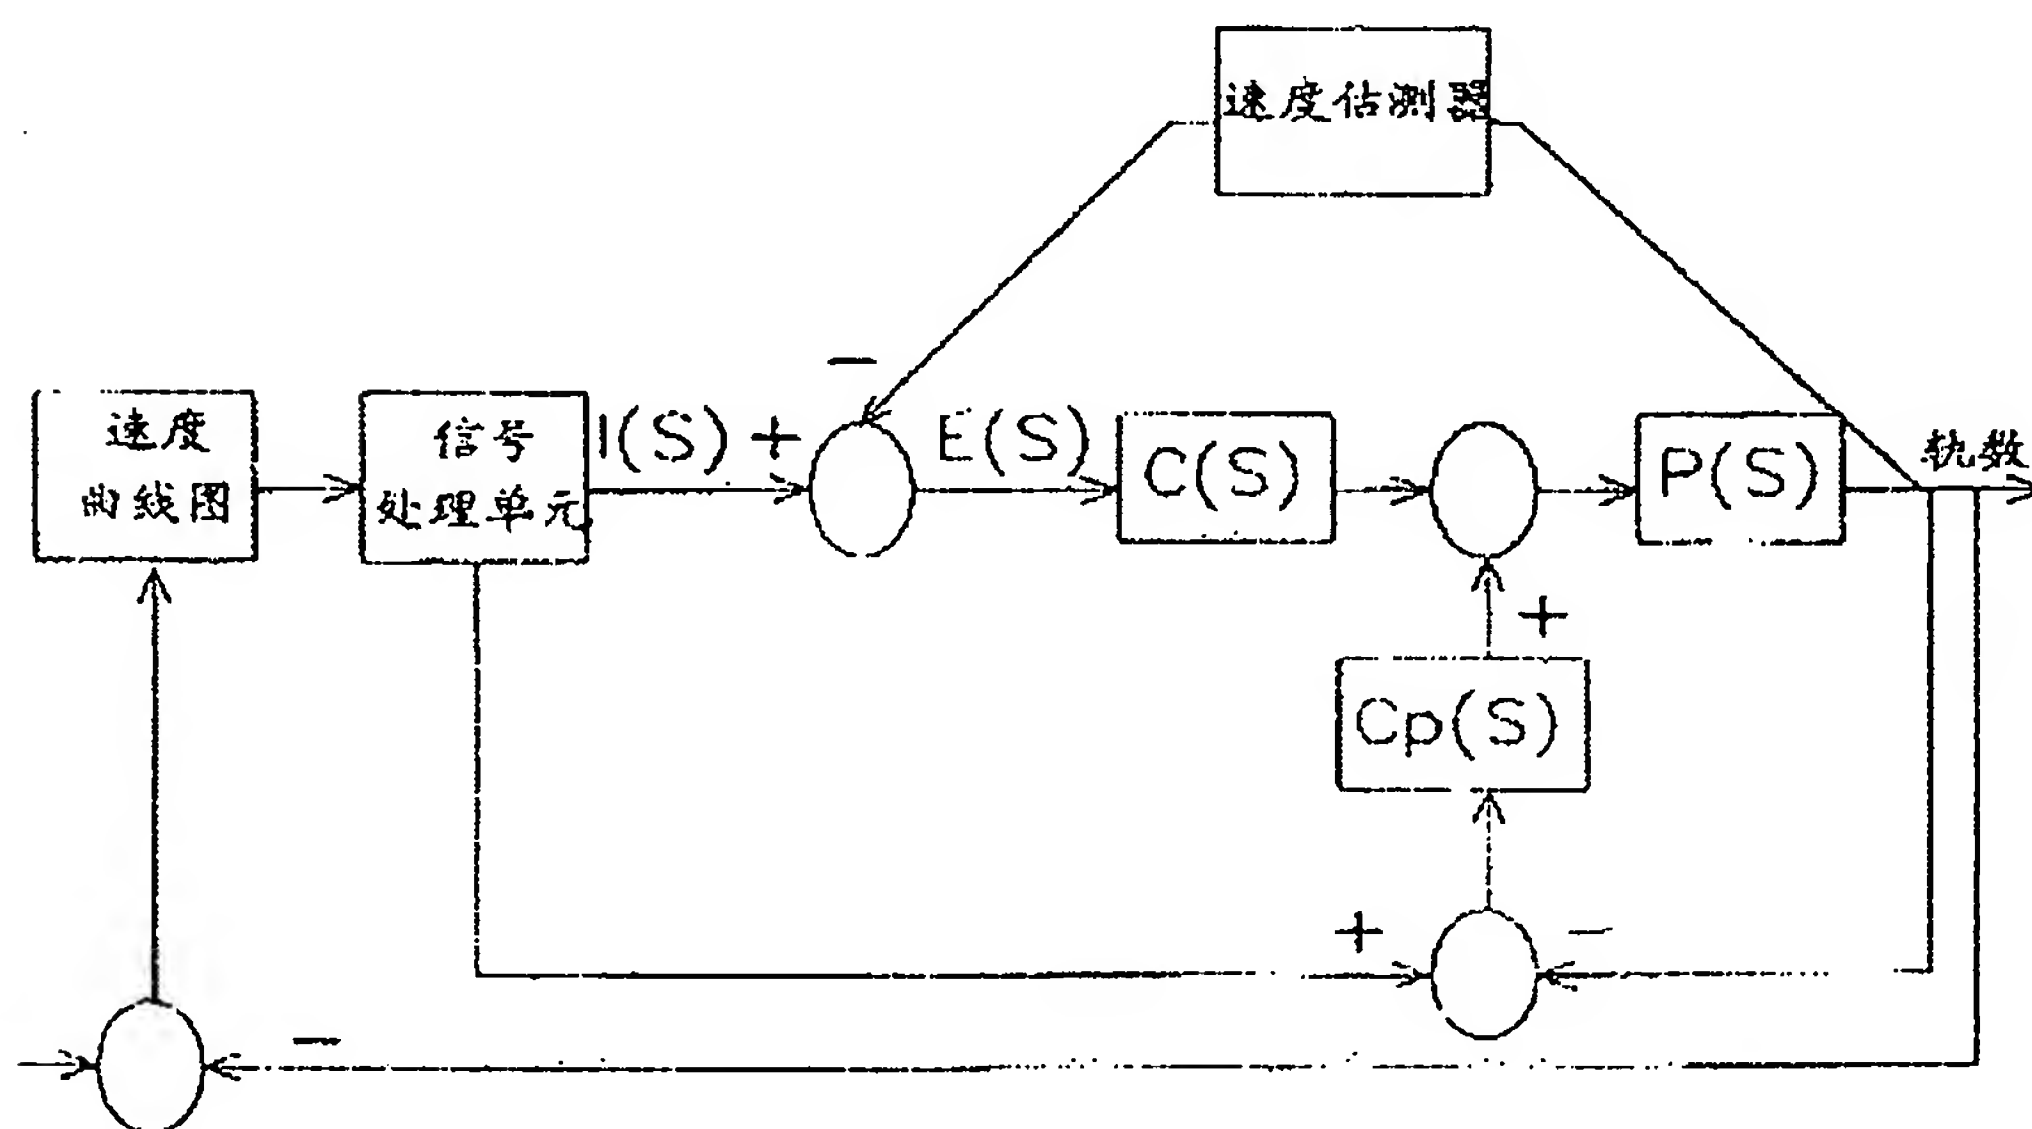 速度估测器
−
速度
曲线图
信号
处理单元
I(S) +
E(S)
C(S)
P(S)
轨数
+
Cp(S)
+
−
−